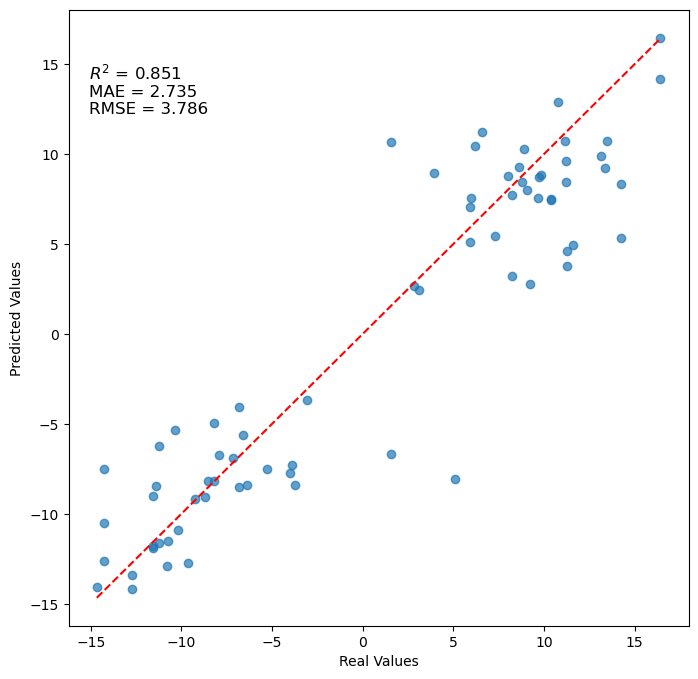 R² = 0.851
MAE = 2.735
RMSE = 3.786
15
10
5
0
−5
−10
−15
Predicted Values
−15 −10 −5 0 5 10 15
Real Values